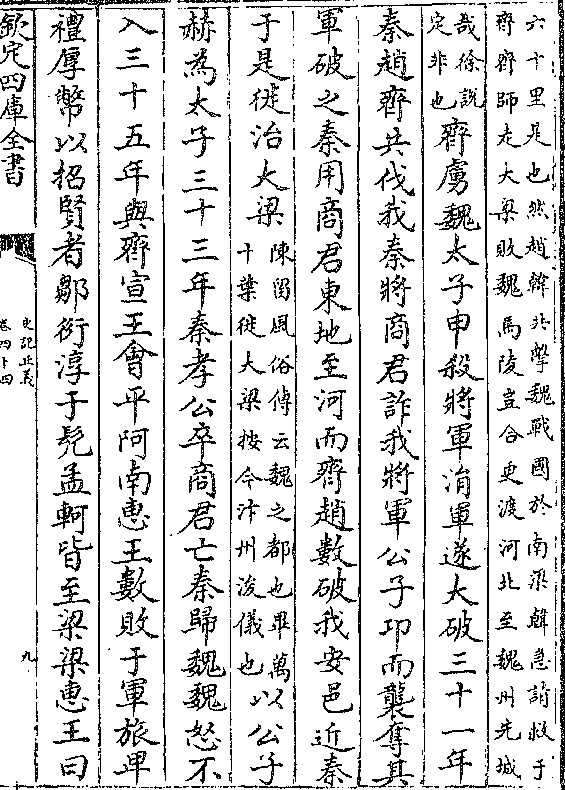 六十里是也然趙韓共擊魏戰國於南梁韓急請救于
齊齊師走大梁敗魏馬陵豈合更渡河北至魏州元城
哉徐說
定非也
齊虜魏太子申殺將軍涓軍遂大破三十一年
秦趙齊共伐我秦將商君詐我將軍公子卬而襲奪其
軍破之秦用商君東地至河而齊趙數破我安邑近秦
于是徙治大梁
陳留風俗傳云魏之都也畢萬
十葉徙大梁按今汴州浚儀也
以公子
赫為太子三十三年秦孝公卒商君亡秦歸魏魏怒不
入三十五年與齊宣王會平阿南惠王數敗于軍旅卑
禮厚幣以招賢者鄒衍淳于髠孟軻皆至梁梁惠王曰
欽定四庫全書
史記正義
卷四十四
九